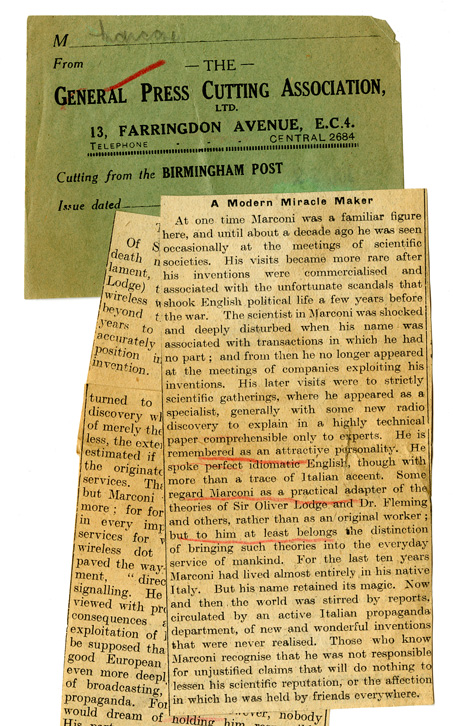 M Marconi
From
— THE —
GENERAL PRESS CUTTING ASSOCIATION,
LTD.
13, FARRINGDON AVENUE, E.C.4.
TELEPHONE - - - CENTRAL 2684
Cutting from the BIRMINGHAM POST
Issue dated
A Modern Miracle Maker
At one time Marconi was a familiar figure
here, and until about a decade ago he was seen
occasionally at the meetings of scientific
societies. His visits became more rare after
his inventions were commercialised and
associated with the unfortunate scandals that
shook English political life a few years before
the war. The scientist in Marconi was shocked
and deeply disturbed when his name was
associated with transactions in which he had
no part; and from then he no longer appeared
at the meetings of companies exploiting his
inventions. His later visits were to strictly
scientific gatherings, where he appeared as a
specialist, generally with some new radio
discovery to explain in a highly technical
paper comprehensible only to experts. He is
remembered as an attractive personality. He
spoke perfect idiomatic English, though with
more than a trace of Italian accent. Some
regard Marconi as a practical adapter of the
theories of Sir Oliver Lodge and Dr. Fleming
and others, rather than as an original worker;
but to him at least belongs the distinction
of bringing such theories into the everyday
service of mankind. For the last ten years
Marconi had lived almost entirely in his native
Italy. But his name retained its magic. Now
and then the world was stirred by reports,
circulated by an active Italian propaganda
department, of new and wonderful inventions
that were never realised. Those who know
Marconi recognise that he was not responsible
for unjustified claims that will do nothing to
lessen his scientific reputation, or the affection
in which he was held by friends everywhere.
Of S
death
lament,
Lodge) t
wireless
beyond t
years to
accurately
position in
invention.
turned to
discovery wh
of merely the
less, the exte
estimated if
the originato
services. Tha
but Marconi
more; for for
in every imp
services for
wireless dot
paved the way
ment, "direc
signalling. He
viewed with pro
consequences a
exploitation of
be supposed tha
good European
even more deepl
of broadcasting,
propaganda. For
would dream of
holding him
nobody